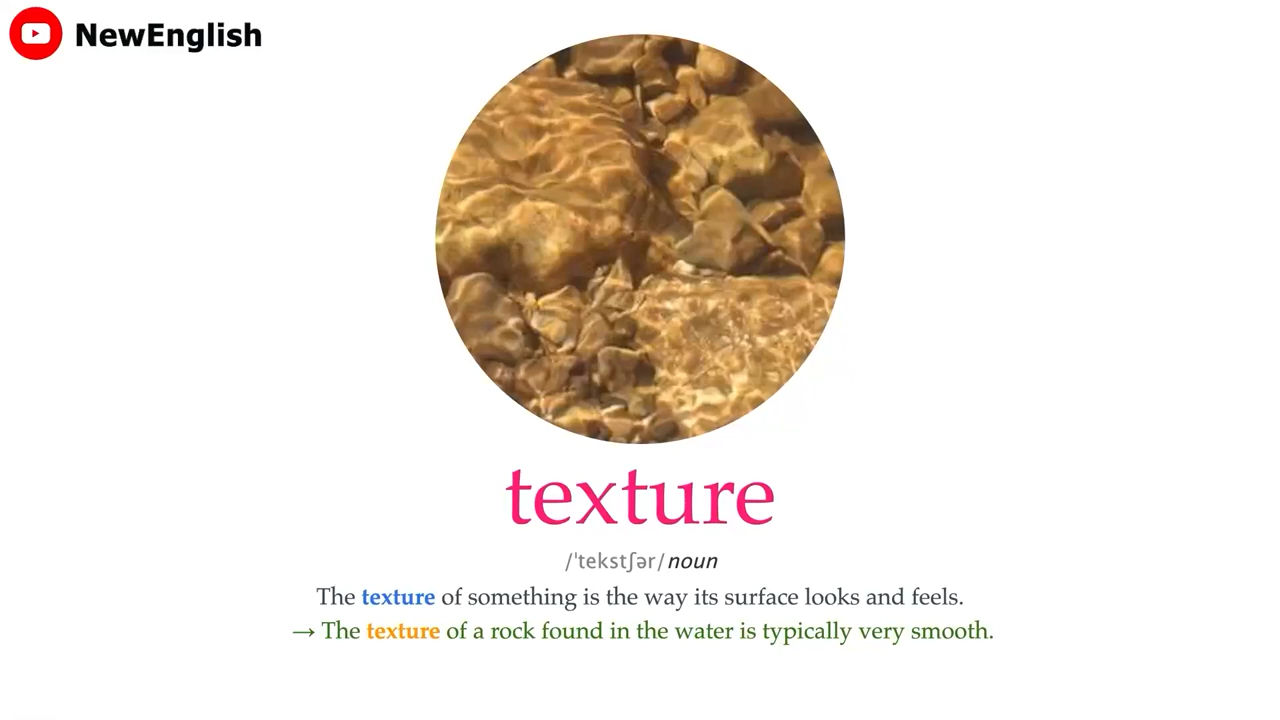 NewEnglish
texture
/ˈtekstʃər/ noun
The texture of something is the way its surface looks and feels.
→ The texture of a rock found in the water is typically very smooth.